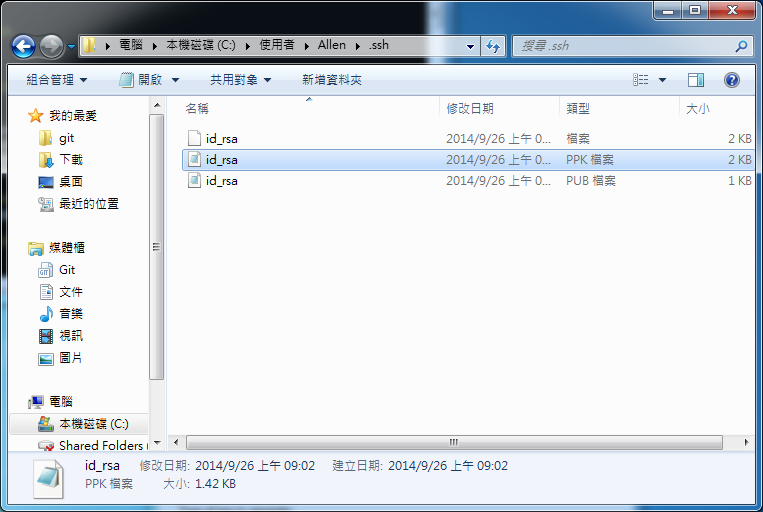 電腦 本機磁碟 (C:) 使用者 Allen .ssh 搜尋 .ssh
組合管理 開啟 共用對象 新增資料夾
我的最愛
git
下載
桌面
最近的位置
媒體櫃
Git
文件
音樂
視訊
圖片
電腦
本機磁碟 (C:)
Shared Folders (
名稱 修改日期 類型 大小
id_rsa 2014/9/26 上午 0... 檔案 2 KB
id_rsa 2014/9/26 上午 0... PPK 檔案 2 KB
id_rsa 2014/9/26 上午 0... PUB 檔案 1 KB
id_rsa 修改日期: 2014/9/26 上午 09:02 建立日期: 2014/9/26 上午 09:02
PPK 檔案 大小: 1.42 KB